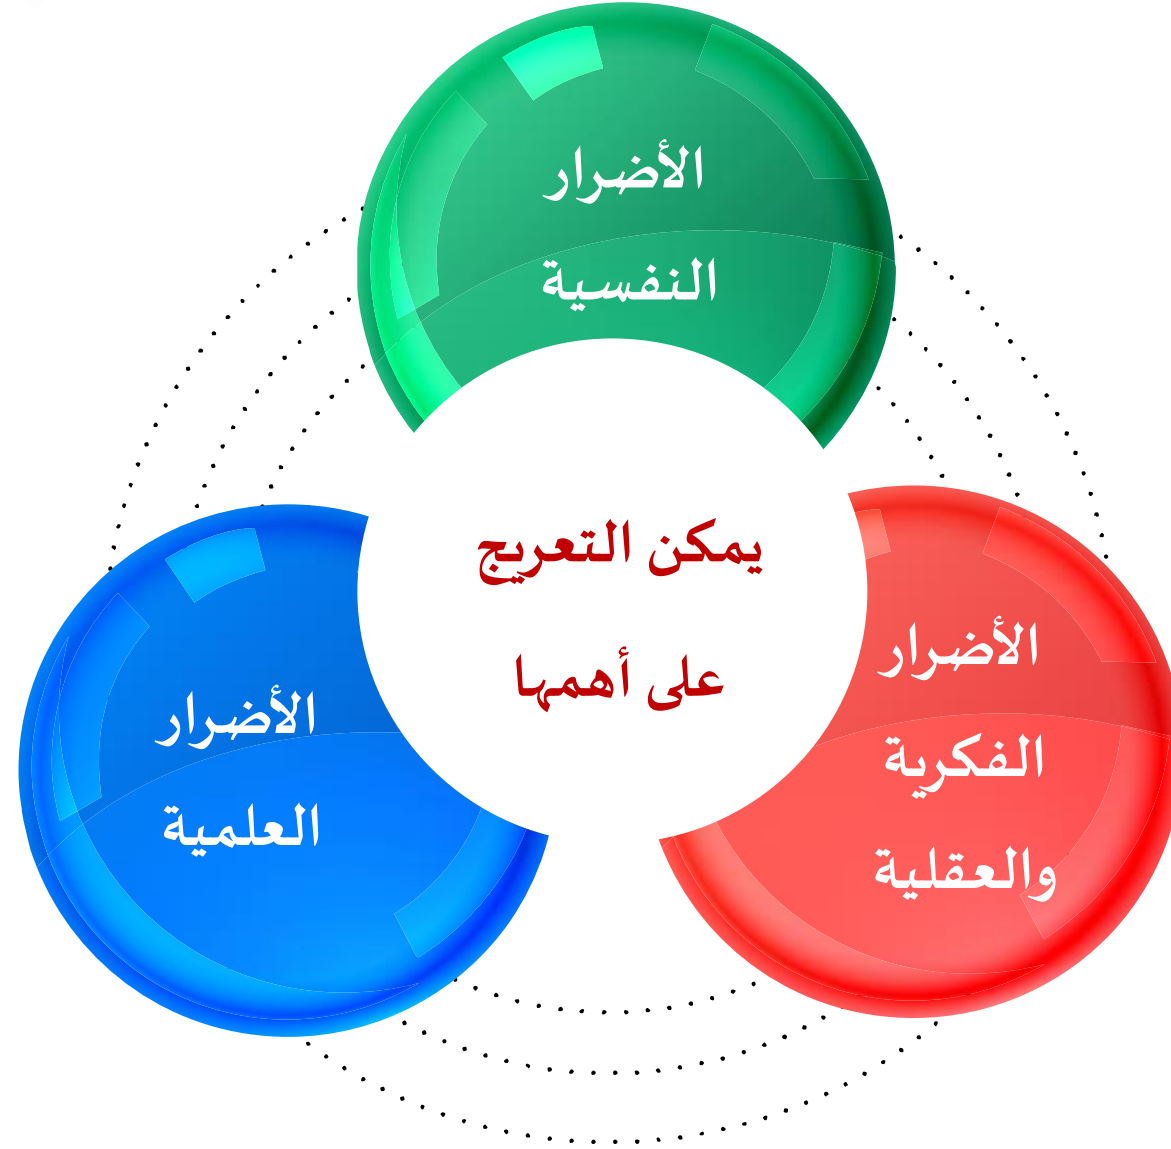 الأضرار
النفسية
يمكن التعريج
على أهمها
الأضرار
الفكرية
والعقلية
الأضرار
العلمية